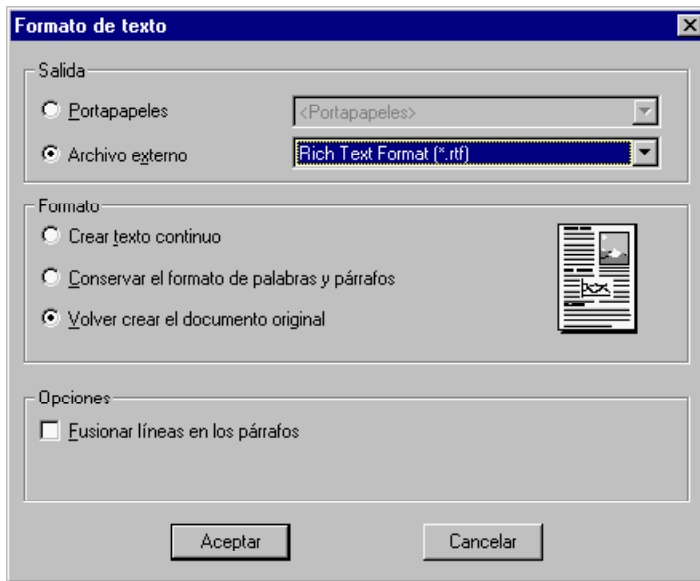 Formato de texto
Salida
Portapapeles
<Portapapeles>
Archivo externo
Rich Text Format (*.rtf)
Formato
Crear texto continuo
Conservar el formato de palabras y párrafos
Volver crear el documento original
Opciones
Fusionar líneas en los párrafos
Aceptar
Cancelar